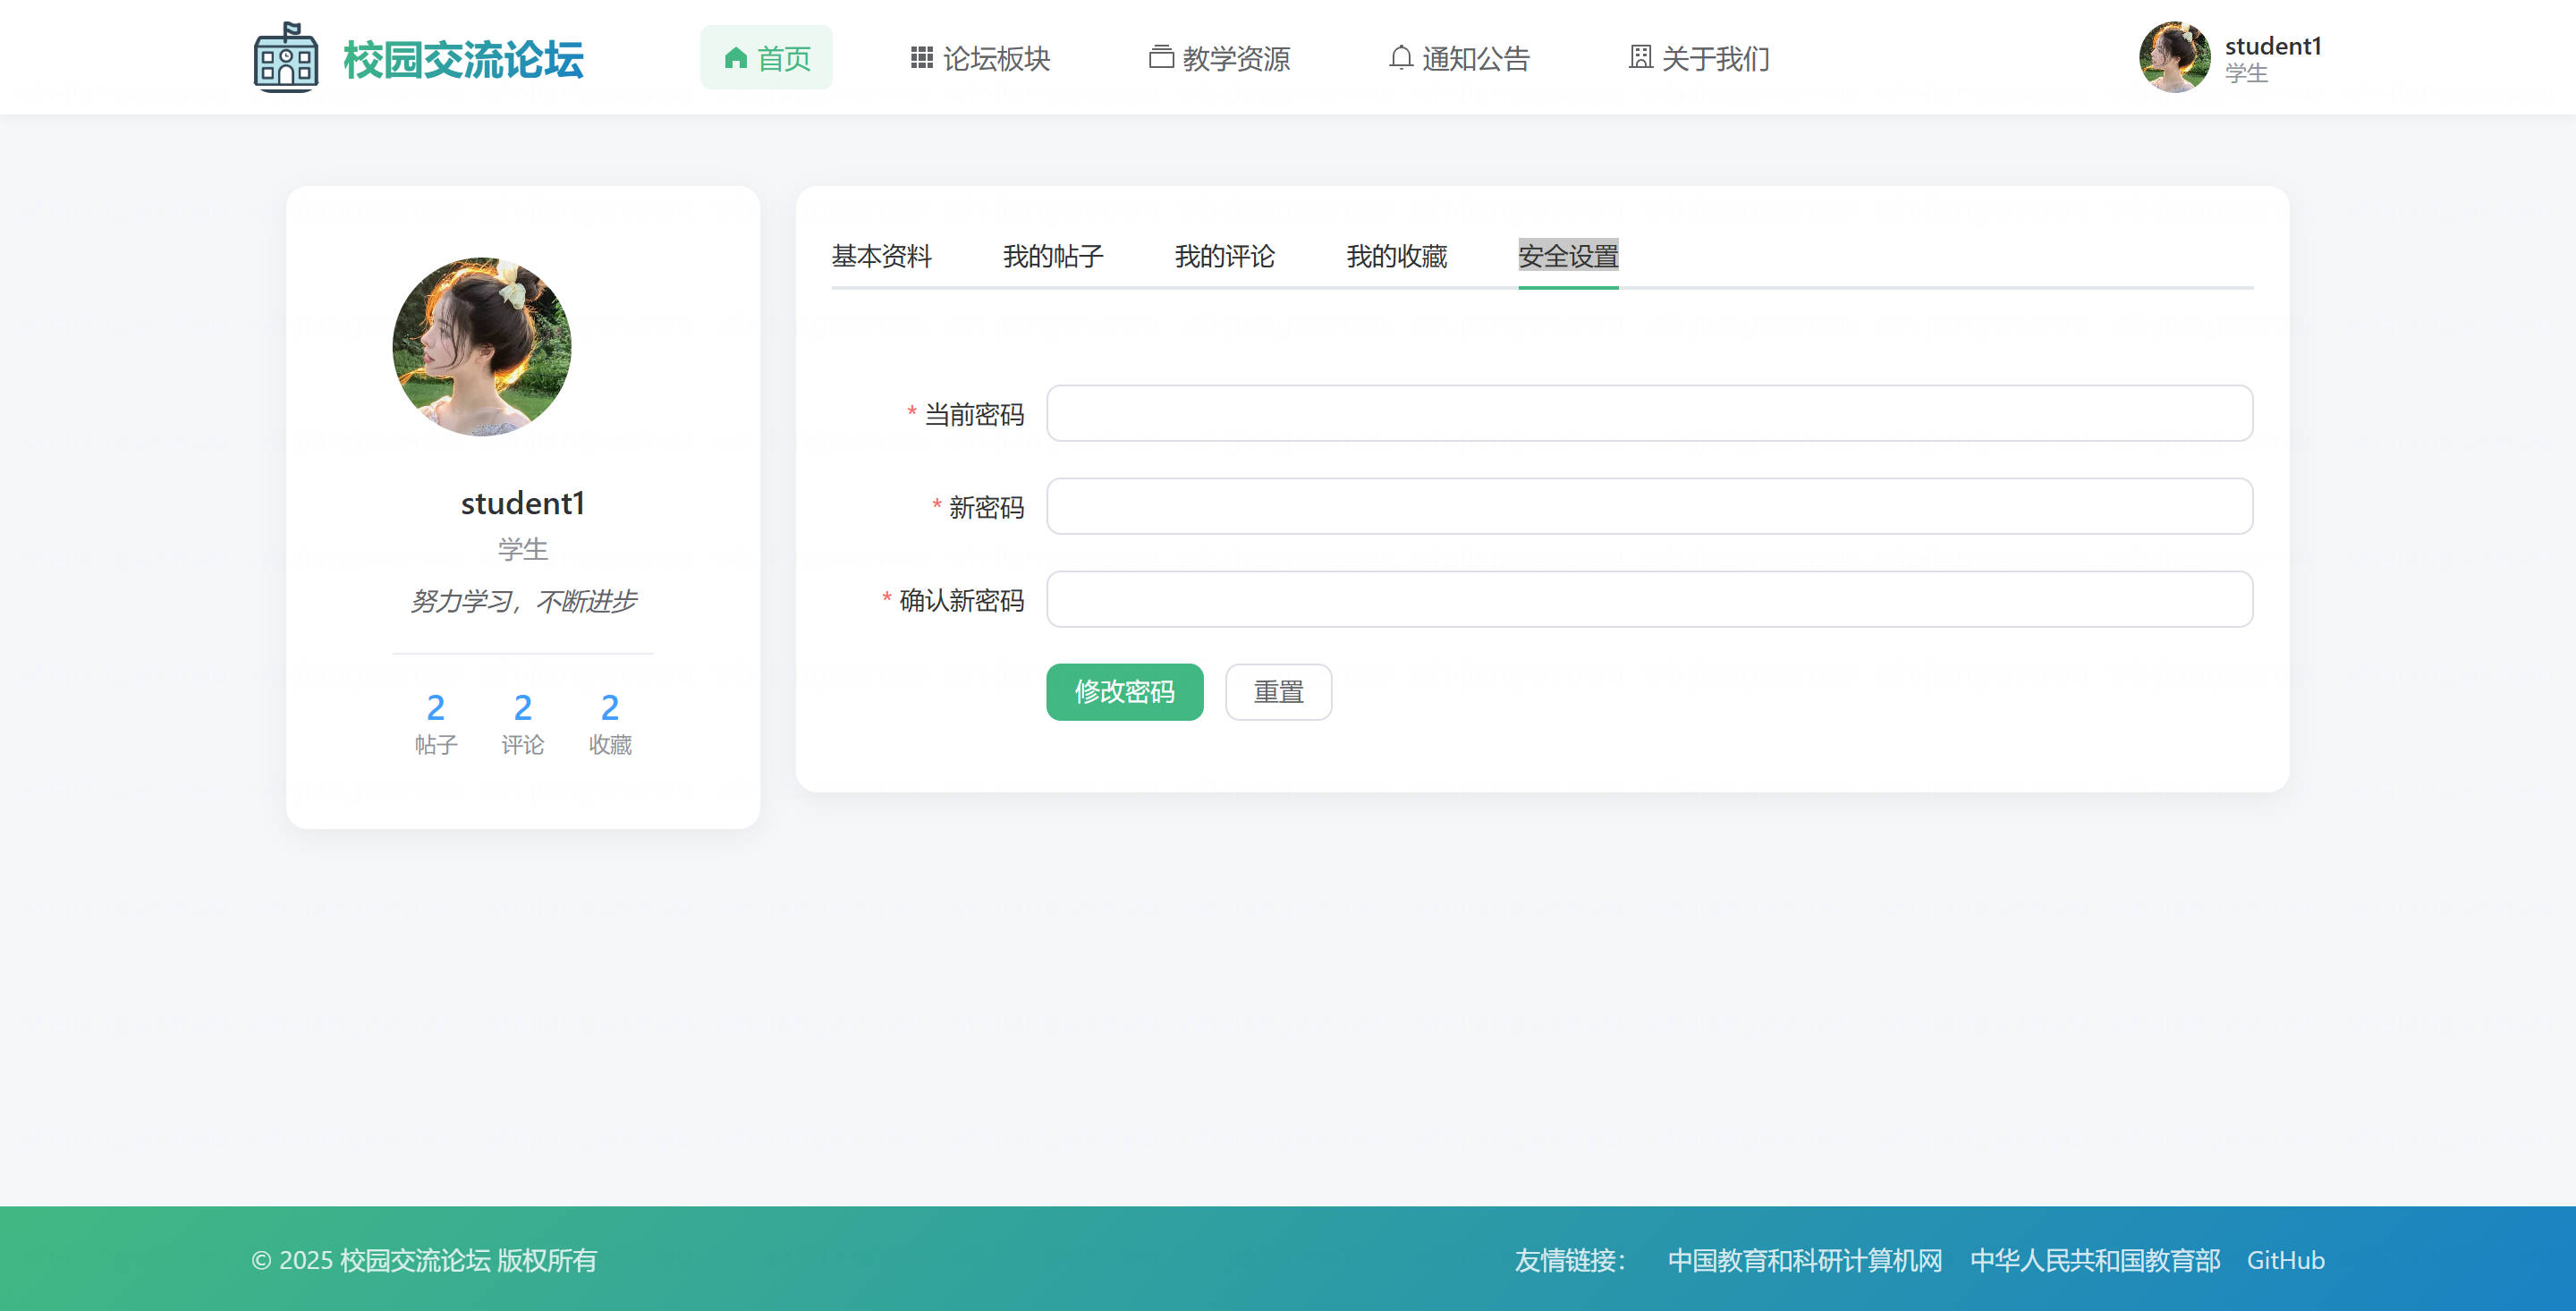 校园交流论坛
首页
论坛板块
教学资源
通知公告
关于我们
student1
学生
student1
学生
努力学习，不断进步
2 2 2
帖子 评论 收藏
基本资料 我的帖子 我的评论 我的收藏 安全设置
* 当前密码
* 新密码
* 确认新密码
修改密码 重置
© 2025 校园交流论坛 版权所有
友情链接： 中国教育和科研计算机网 中华人民共和国教育部 GitHub